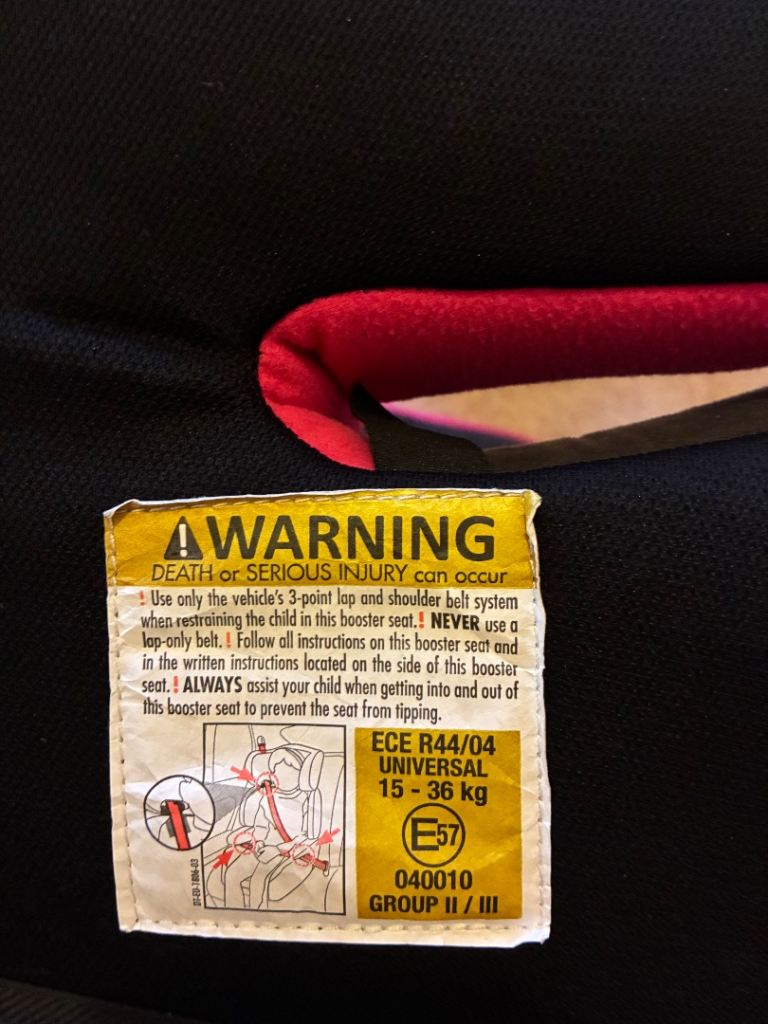 WARNING
DEATH or SERIOUS INJURY can occur
! Use only the vehicle's 3-point lap and shoulder belt system
when restraining the child in this booster seat.! NEVER use a
lap-only belt.! Follow all instructions on this booster seat and
in the written instructions located on the side of this booster
seat.! ALWAYS assist your child when getting into and out of
this booster seat to prevent the seat from tipping.
ECE R44/04
UNIVERSAL
15 - 36 kg
E57
040010
GROUP II / III